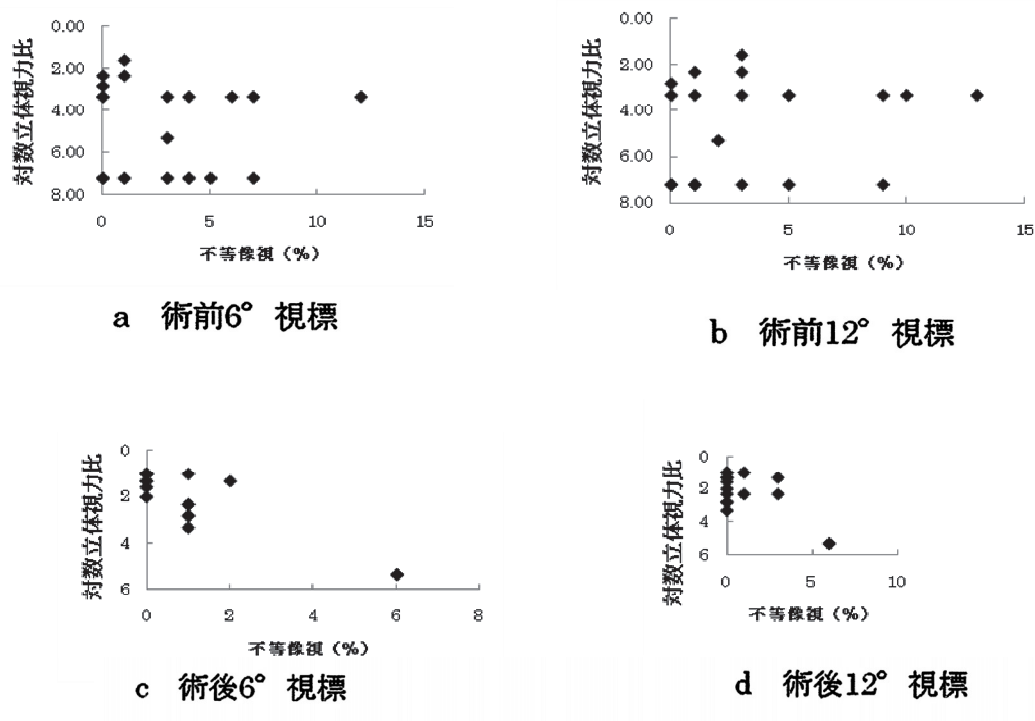 対数立体視力比
0.00
2.00
4.00
6.00
8.00
0 5 10 15
不等像視（%）
a 術前6° 視標
対数立体視力比
0.00
2.00
4.00
6.00
8.00
0 5 10 15
不等像視（%）
b 術前12° 視標
対数立体視力比
0
2
4
6
0 2 4 6 8
不等像視（%）
c 術後6° 視標
対数立体視力比
0
2
4
6
0 5 10
不等像視（%）
d 術後12° 視標